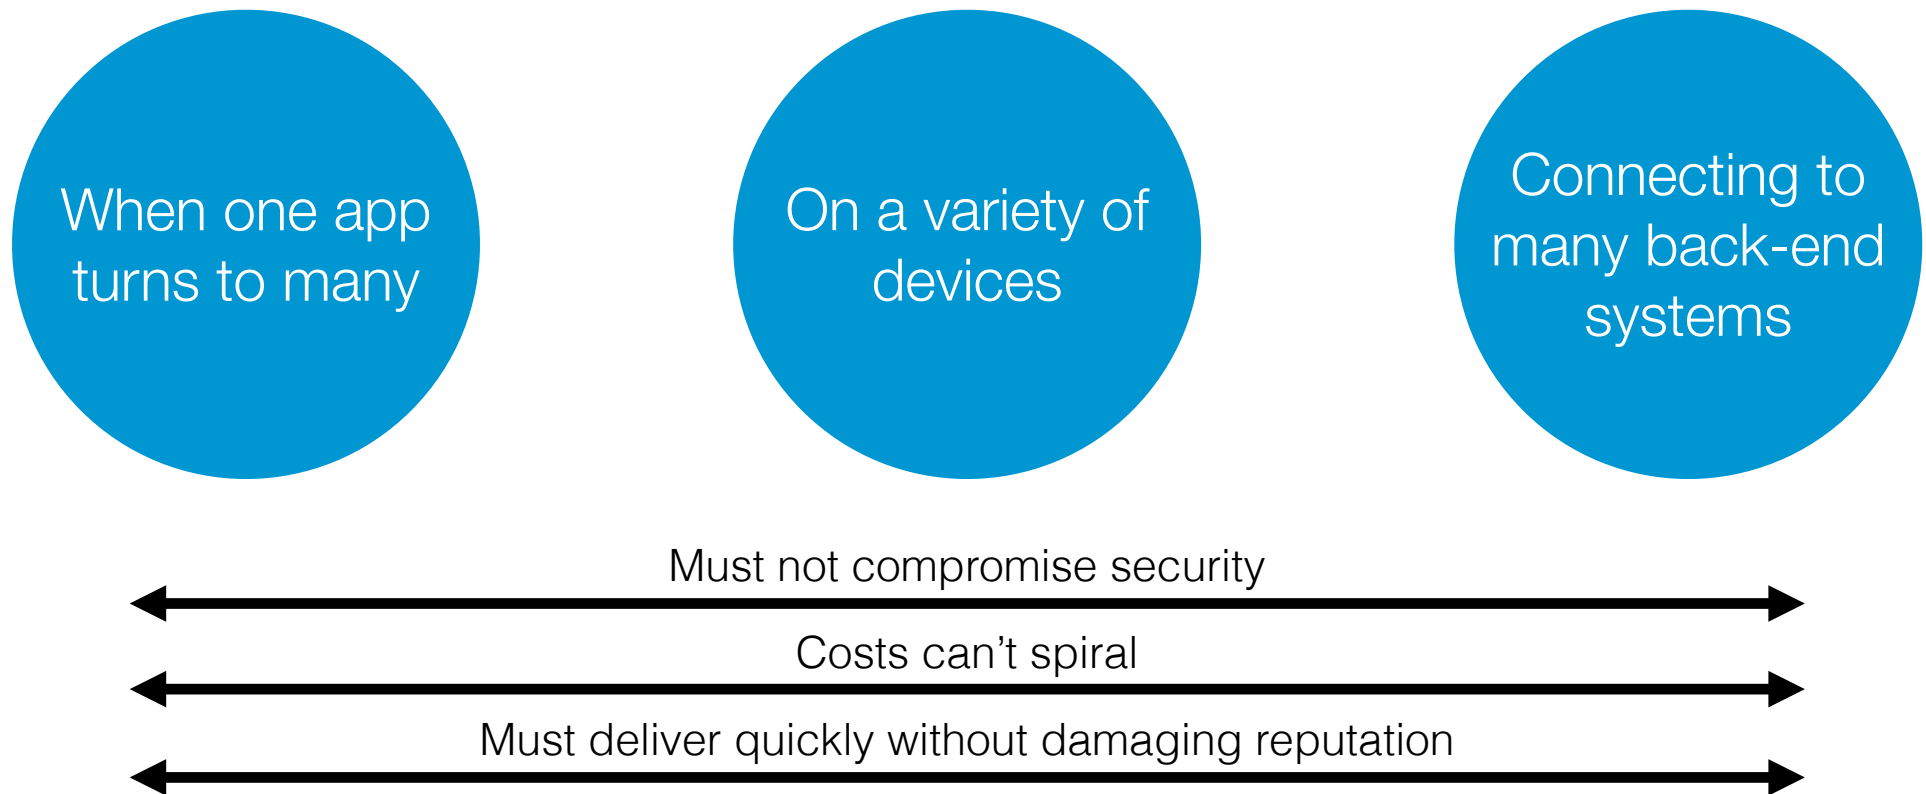 When one app
turns to many
On a variety of
devices
Connecting to
many back-end
systems
Must not compromise security
Costs can’t spiral
Must deliver quickly without damaging reputation